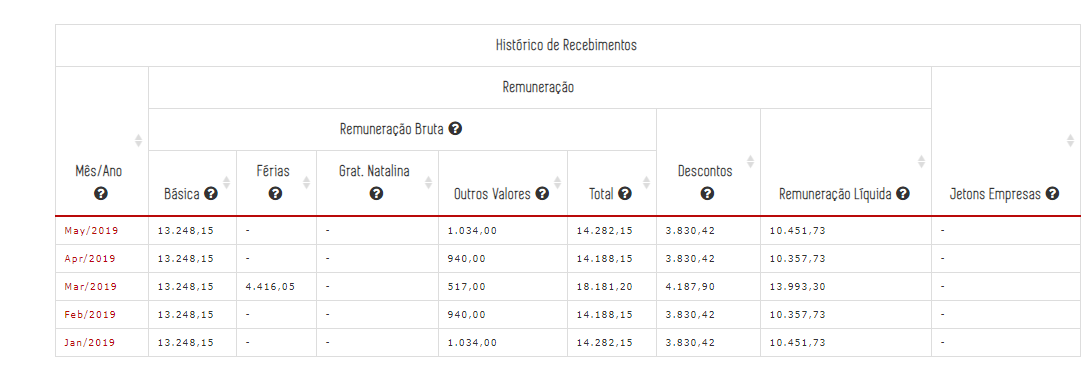 Histórico de Recebimentos
Remuneração
Remuneração Bruta ?
Mês/Ano ?
Básica ?
Férias ?
Grat. Natalina ?
Outros Valores ?
Total ?
Descontos ?
Remuneração Líquida ?
Jetons Empresas ?
May/2019 13.248,15 - - 1.034,00 14.282,15 3.830,42 10.451,73 -
Apr/2019 13.248,15 - - 940,00 14.188,15 3.830,42 10.357,73 -
Mar/2019 13.248,15 4.416,05 - 517,00 18.181,20 4.187,90 13.993,30 -
Feb/2019 13.248,15 - - 940,00 14.188,15 3.830,42 10.357,73 -
Jan/2019 13.248,15 - - 1.034,00 14.282,15 3.830,42 10.451,73 -